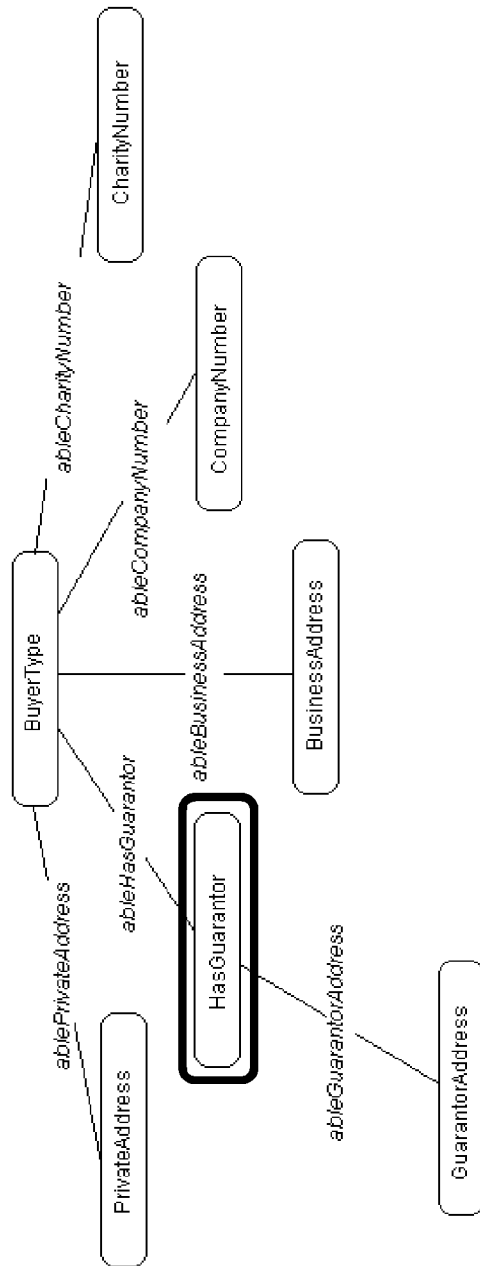 BuyerType
ablePrivateAddress
ableHasGuarantor
ableBusinessAddress
ableCompanyNumber
ableCharityNumber
PrivateAddress
HasGuarantor
BusinessAddress
CompanyNumber
CharityNumber
ableGuarantorAddress
GuarantorAddress